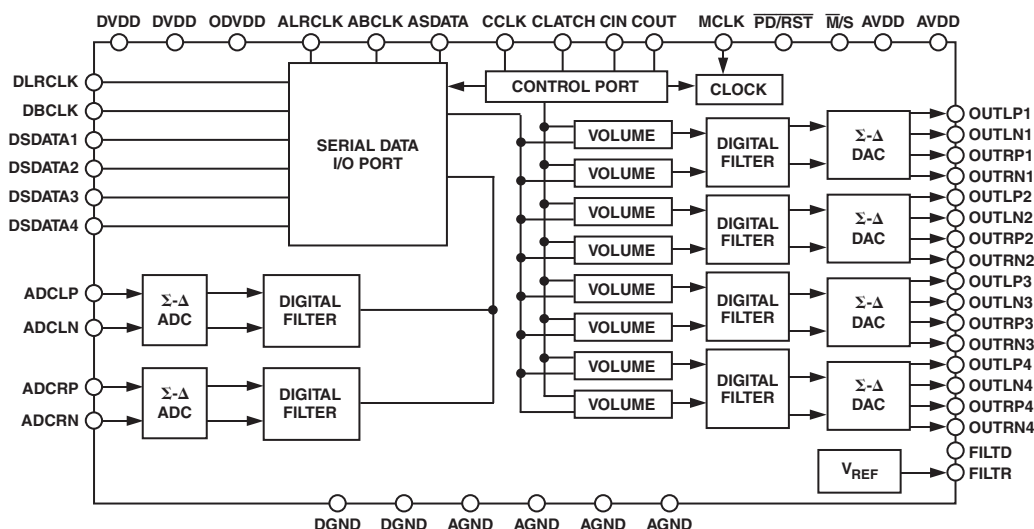 DVDD DVDD ODVDD ALRCLK ABCLK ASDATA CCLK CLATCH CIN COUT MCLK PD/RST M/S AVDD AVDD
DLRCLK
DBCLK
DSDATA1
DSDATA2
DSDATA3
DSDATA4
ADCLP
ADCLN
ADCRP
ADCRN
SERIAL DATA
I/O PORT
CONTROL PORT
CLOCK
Σ-Δ
ADC
DIGITAL
FILTER
Σ-Δ
ADC
DIGITAL
FILTER
VOLUME
VOLUME
VOLUME
VOLUME
VOLUME
VOLUME
VOLUME
VOLUME
DIGITAL
FILTER
DIGITAL
FILTER
DIGITAL
FILTER
DIGITAL
FILTER
Σ-Δ
DAC
Σ-Δ
DAC
Σ-Δ
DAC
Σ-Δ
DAC
OUTLP1
OUTLN1
OUTRP1
OUTRN1
OUTLP2
OUTLN2
OUTRP2
OUTRN2
OUTLP3
OUTLN3
OUTRP3
OUTRN3
OUTLP4
OUTLN4
OUTRP4
OUTRN4
FILTD
FILTR
VREF
DGND DGND AGND AGND AGND AGND